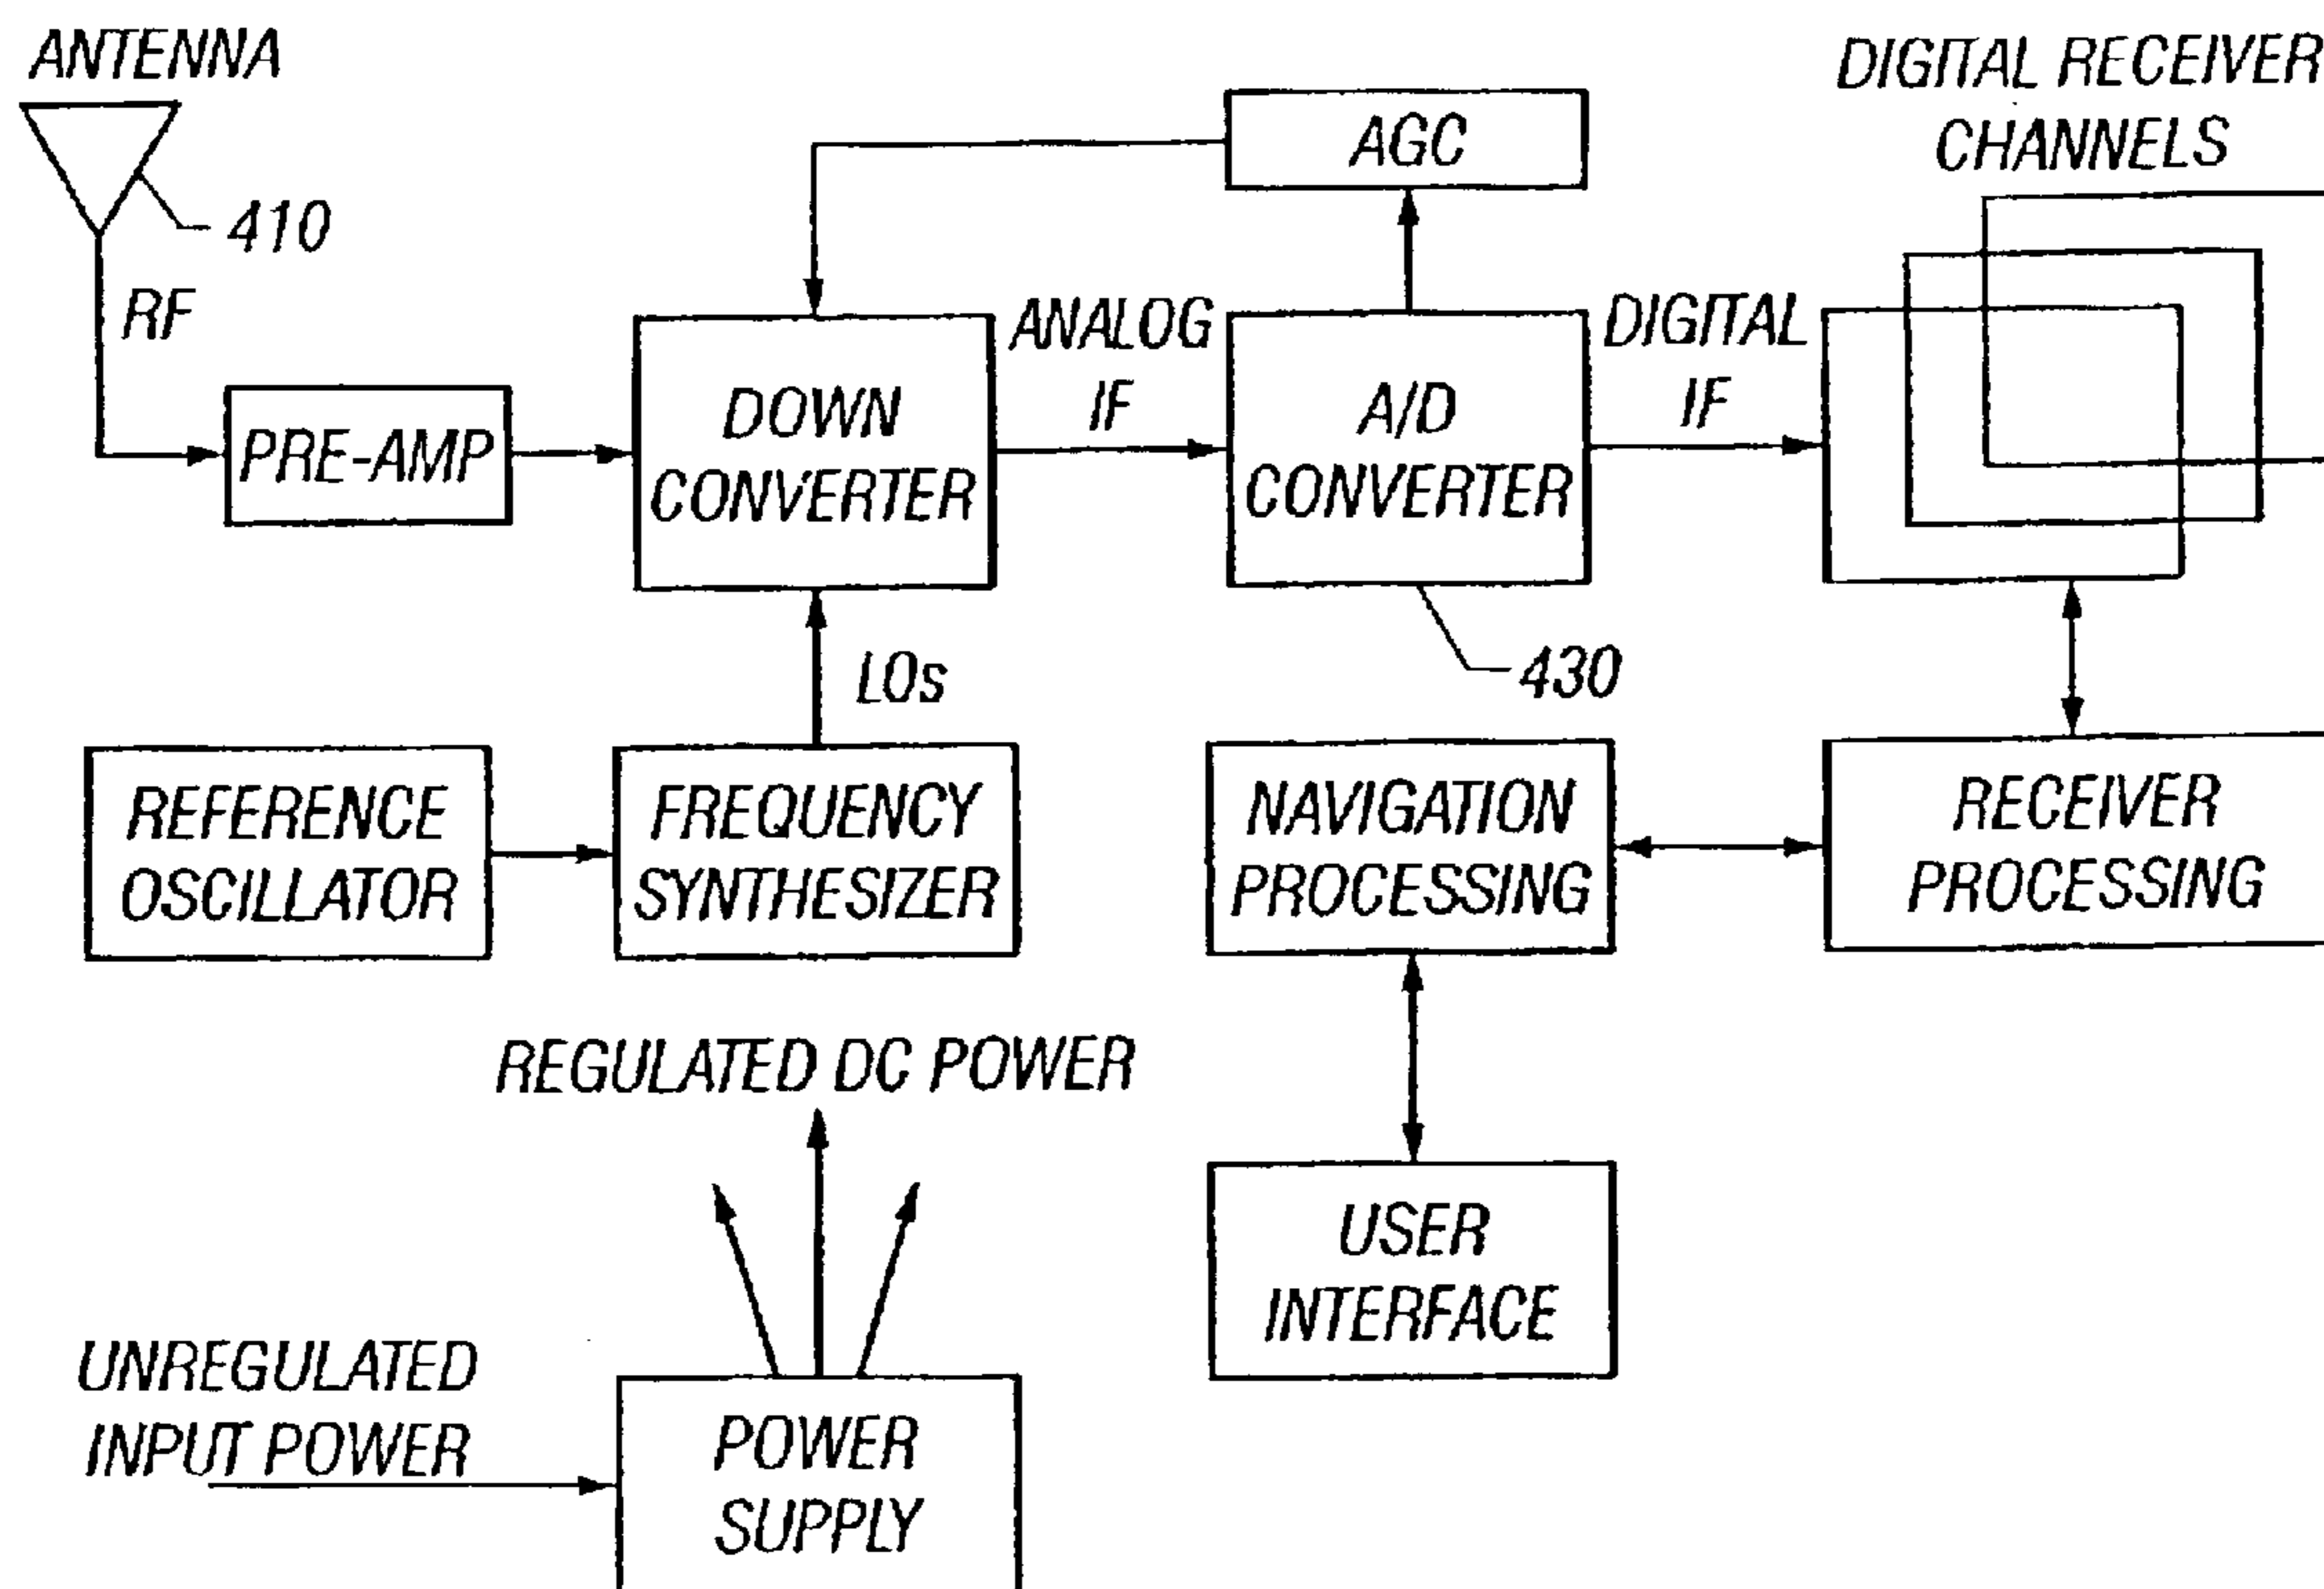 ANTENNA
410
RF
PRE-AMP
DOWN
CONVERTER
AGC
ANALOG
IF
A/D
CONVERTER
430
DIGITAL
IF
DIGITAL RECEIVER
CHANNELS
LOs
REFERENCE
OSCILLATOR
FREQUENCY
SYNTHESIZER
NAVIGATION
PROCESSING
RECEIVER
PROCESSING
REGULATED DC POWER
USER
INTERFACE
UNREGULATED
INPUT POWER
POWER
SUPPLY